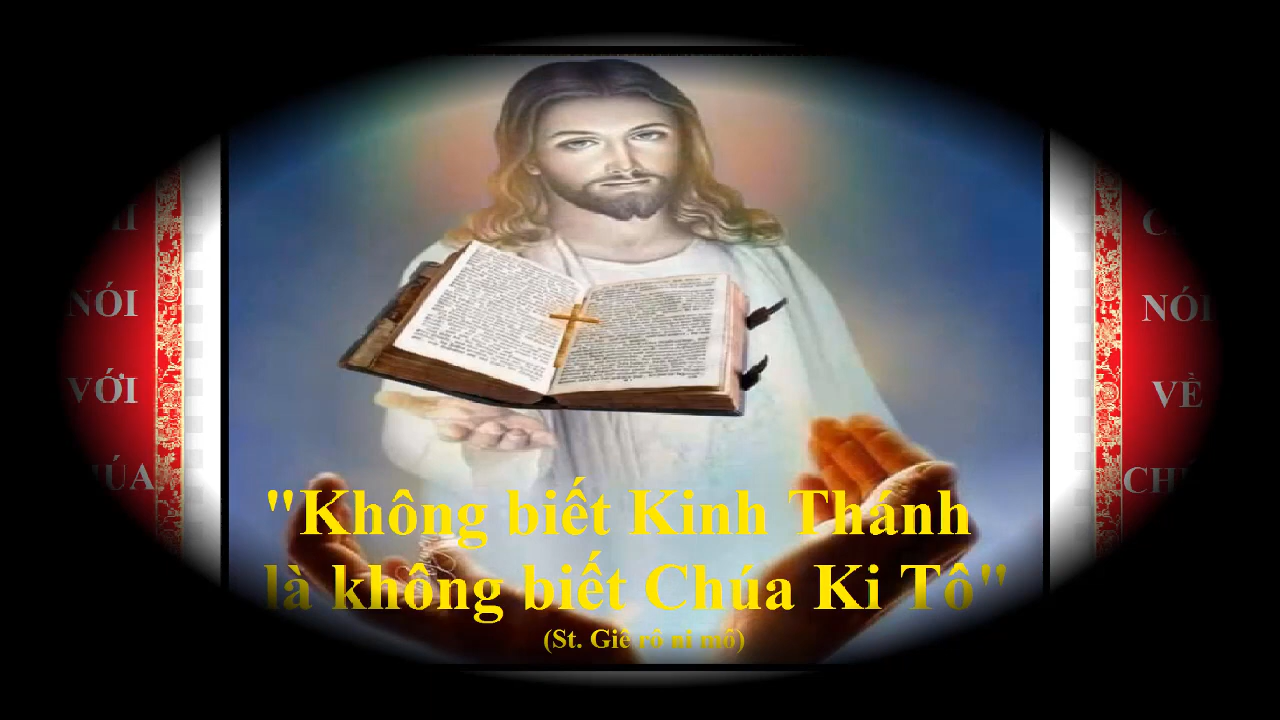 NÓI
VỚI
"Không biết Kinh Thánh
là không biết Chúa Ki Tô"
(St. Giê rô ni mô)
NÓI
VỀ